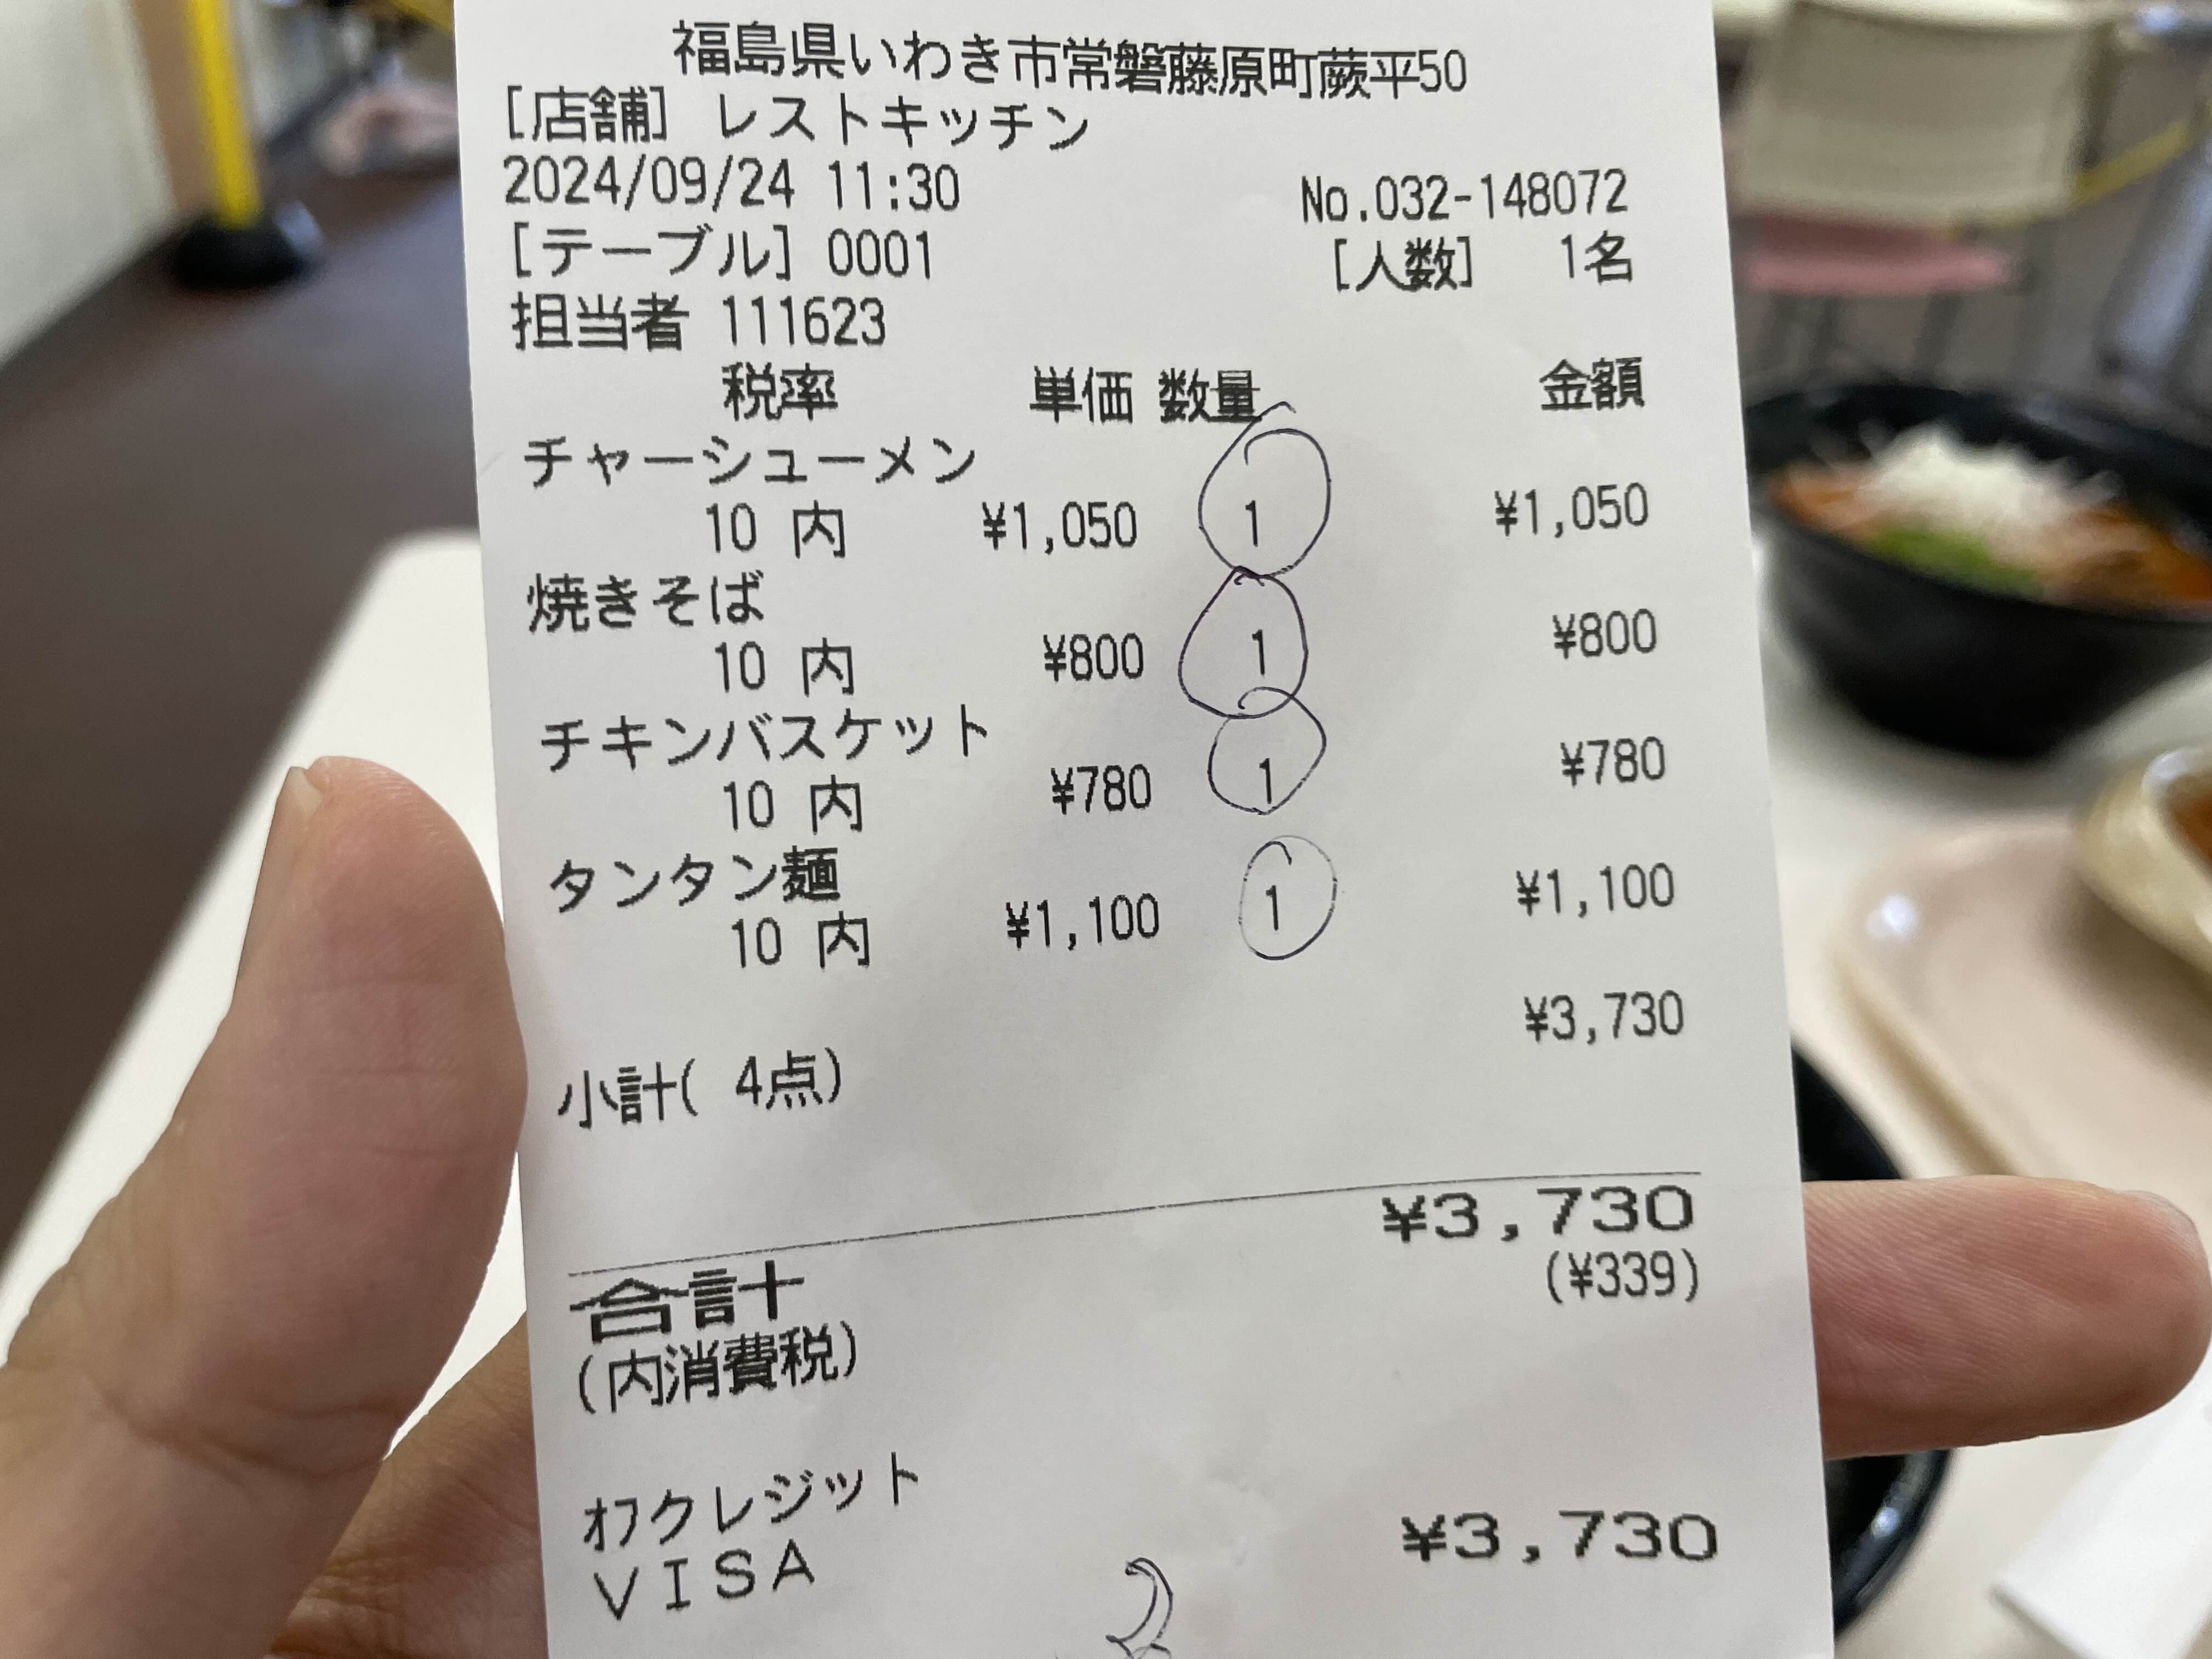 福島県いわき市常磐藤原町蕨平50
[店舗] レストキッチン
2024/09/24 11:30 No.032-148072
[テーブル] 0001 [人数] 1名
担当者 111623
税率 単価 数量 金額
チャーシューメン
10 内 ¥1,050 1 ¥1,050
焼きそば
10 内 ¥800 1 ¥800
チキンバスケット
10 内 ¥780 1 ¥780
タンタン麺
10 内 ¥1,100 1 ¥1,100
小計( 4点) ¥3,730
合計 ¥3,730
(内消費税) (¥339)
ｵﾌクレジット
VISA ¥3,730